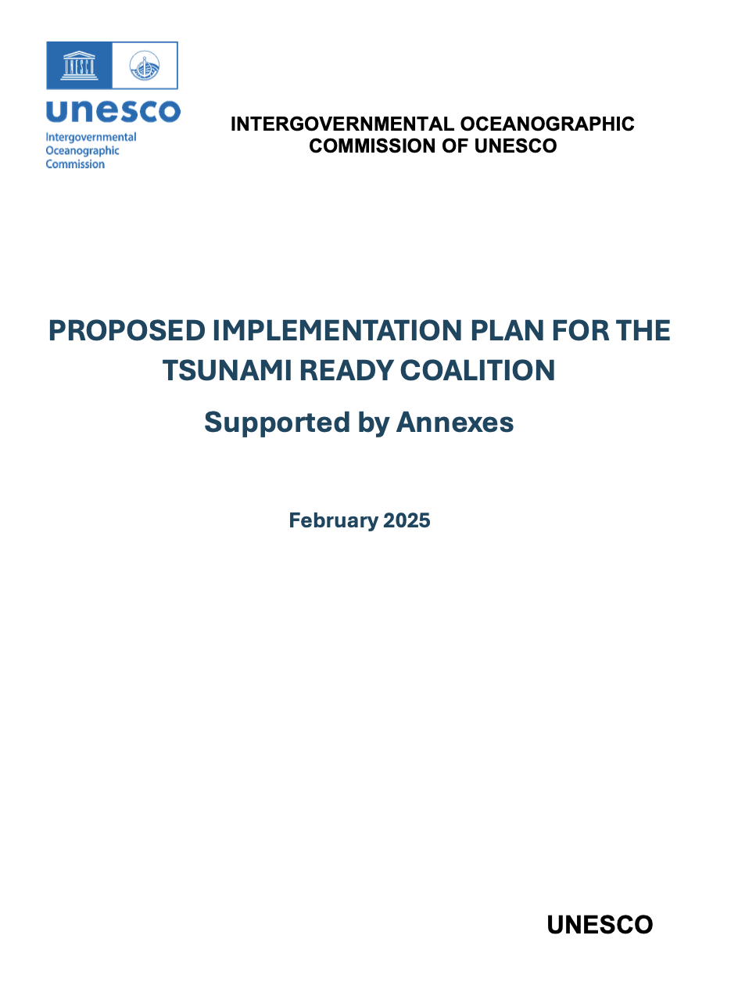 UNESCO
unesco
Intergovernmental
Oceanographic
Commission
INTERGOVERNMENTAL OCEANOGRAPHIC
COMMISSION OF UNESCO
PROPOSED IMPLEMENTATION PLAN FOR THE
TSUNAMI READY COALITION
Supported by Annexes
February 2025
UNESCO